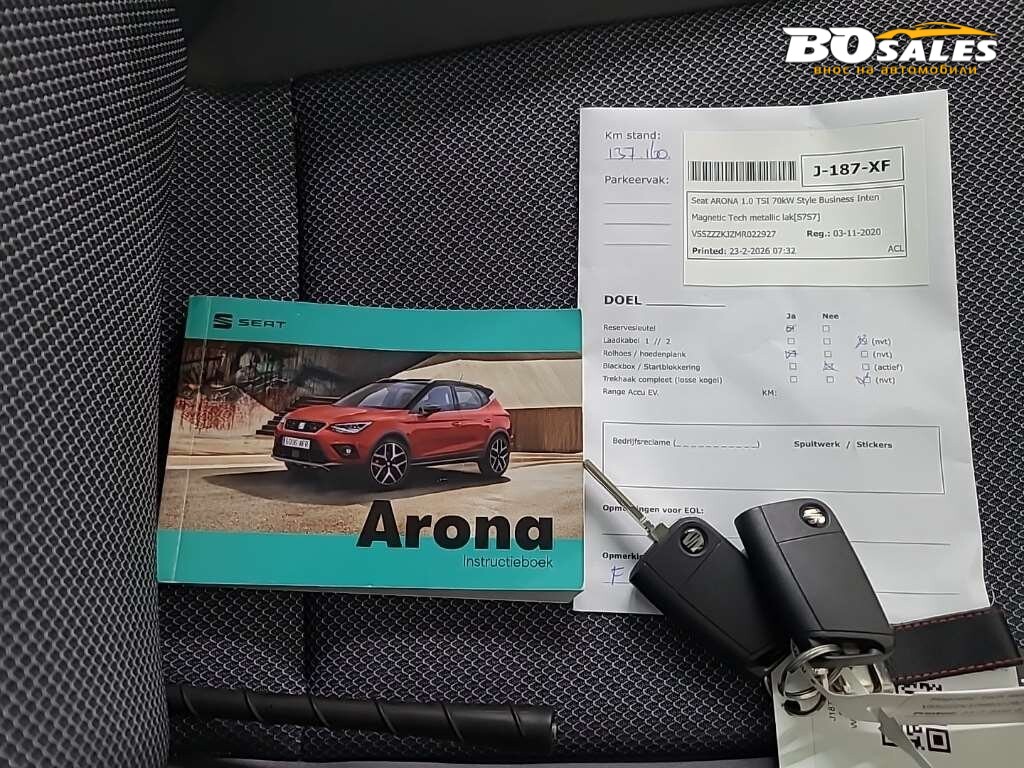 BOSALES
внос на автомобили
Km stand:
137.160
Parkeervak:
J-187-XF
Seat ARONA 1.0 TSI 70kW Style Business Inten
Magnetic Tech metallic lak[S7S7]
VSSZZZKJZMR022927 Reg.: 03-11-2020
Printed: 23-2-2026 07:32 ACL
DOEL
Ja Nee
Reservesleutel
Laadkabel 1 // 2 (nvt)
Rolhoes / hoedenplank (nvt)
Blackbox / Startblokkering (actief)
Trekhaak compleet (losse kogel) (nvt)
Range Accu EV. KM:
Bedrijfsreclame (_ _ _ _ _ _ _ _ _ _) Spuitwerk / Stickers
voor EOL:
F
SEAT
Arona
Instructieboek